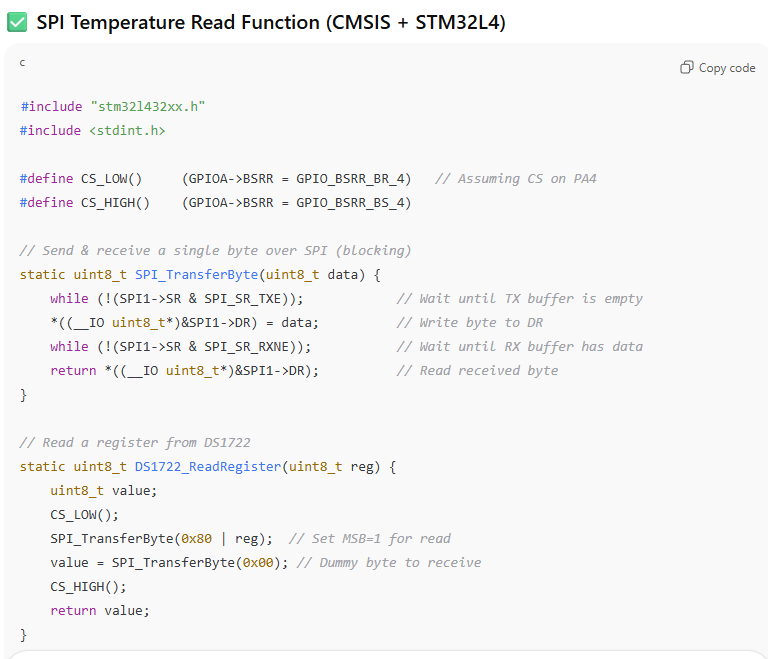 ✅ SPI Temperature Read Function (CMSIS + STM32L4)
c
Copy code
#include "stm32l432xx.h"
#include <stdint.h>
#define CS_LOW()     (GPIOA->BSRR = GPIO_BSRR_BR_4)   // Assuming CS on PA4
#define CS_HIGH()    (GPIOA->BSRR = GPIO_BSRR_BS_4)
// Send & receive a single byte over SPI (blocking)
static uint8_t SPI_TransferByte(uint8_t data) {
    while (!(SPI1->SR & SPI_SR_TXE));            // Wait until TX buffer is empty
    *((__IO uint8_t*)&SPI1->DR) = data;          // Write byte to DR
    while (!(SPI1->SR & SPI_SR_RXNE));           // Wait until RX buffer has data
    return *((__IO uint8_t*)&SPI1->DR);          // Read received byte
}
// Read a register from DS1722
static uint8_t DS1722_ReadRegister(uint8_t reg) {
    uint8_t value;
    CS_LOW();
    SPI_TransferByte(0x80 | reg);  // Set MSB=1 for read
    value = SPI_TransferByte(0x00); // Dummy byte to receive
    CS_HIGH();
    return value;
}